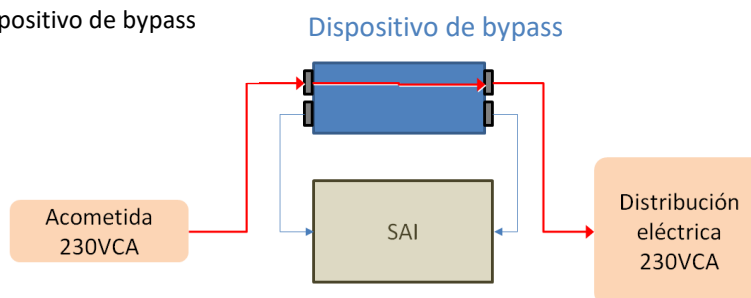 positivo de bypass
Dispositivo de bypass
Acometida
230VCA
SAI
Distribución
eléctrica
230VCA